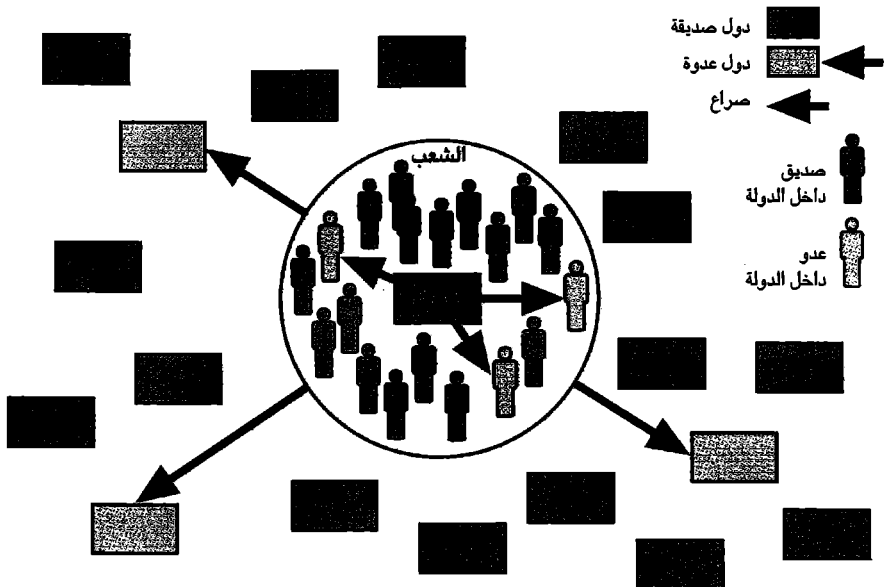 دول صديقة
دول عدوة
صراع
صديق
داخل الدولة
عدو
داخل الدولة
الشعب